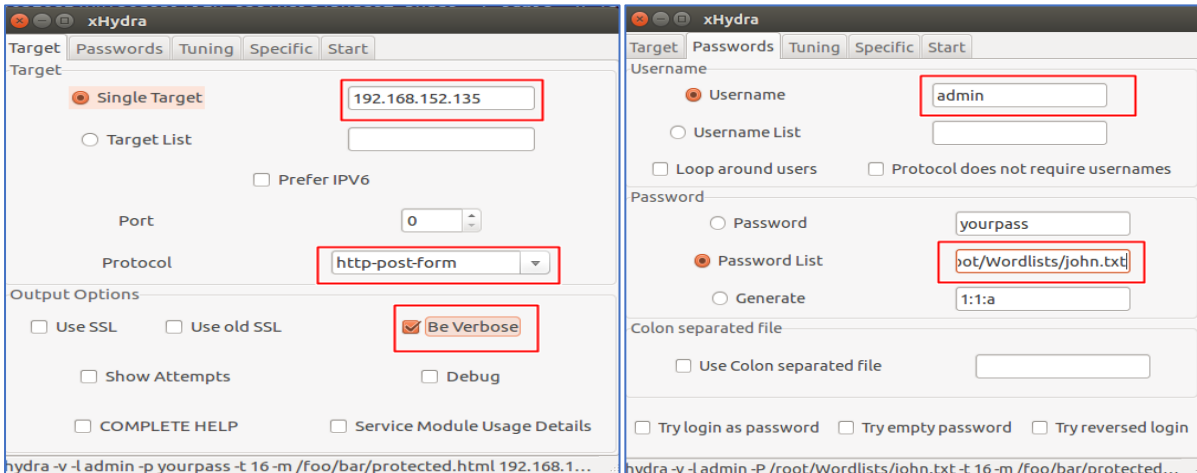 xHydra
Target Passwords Tuning Specific Start
Target
Single Target 192.168.152.135
Target List
Prefer IPV6
Port 0
Protocol http-post-form
Output Options
Use SSL Use old SSL Be Verbose
Show Attempts Debug
COMPLETE HELP Service Module Usage Details
hydra -v -l admin -p yourpass -t 16 -m /foo/bar/protected.html 192.168.1...
xHydra
Target Passwords Tuning Specific Start
Username
Username admin
Username List
Loop around users Protocol does not require usernames
Password
Password yourpass
Password List oot/Wordlists/john.txt
Generate 1:1:a
Colon separated file
Use Colon separated file
Try login as password Try empty password Try reversed login
hydra -v -l admin -P /root/Wordlists/john.txt -t 16 -m /foo/bar/protected...